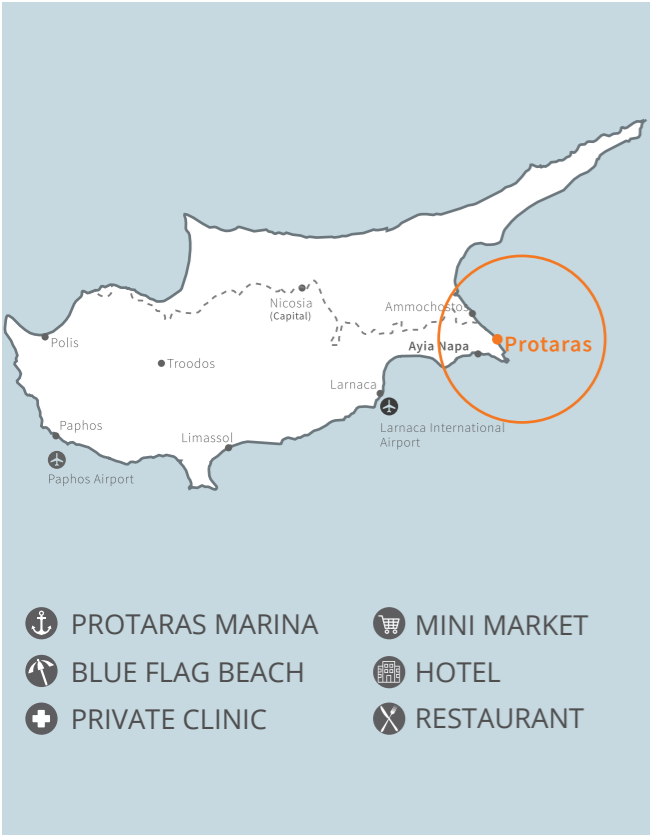 Nicosia
(Capital)
Ammochostos
Polis
Ayia Napa
Protaras
Troodos
Larnaca
Paphos
Limassol
Larnaca International
Airport
Paphos Airport
PROTARAS MARINA
BLUE FLAG BEACH
PRIVATE CLINIC
MINI MARKET
HOTEL
RESTAURANT